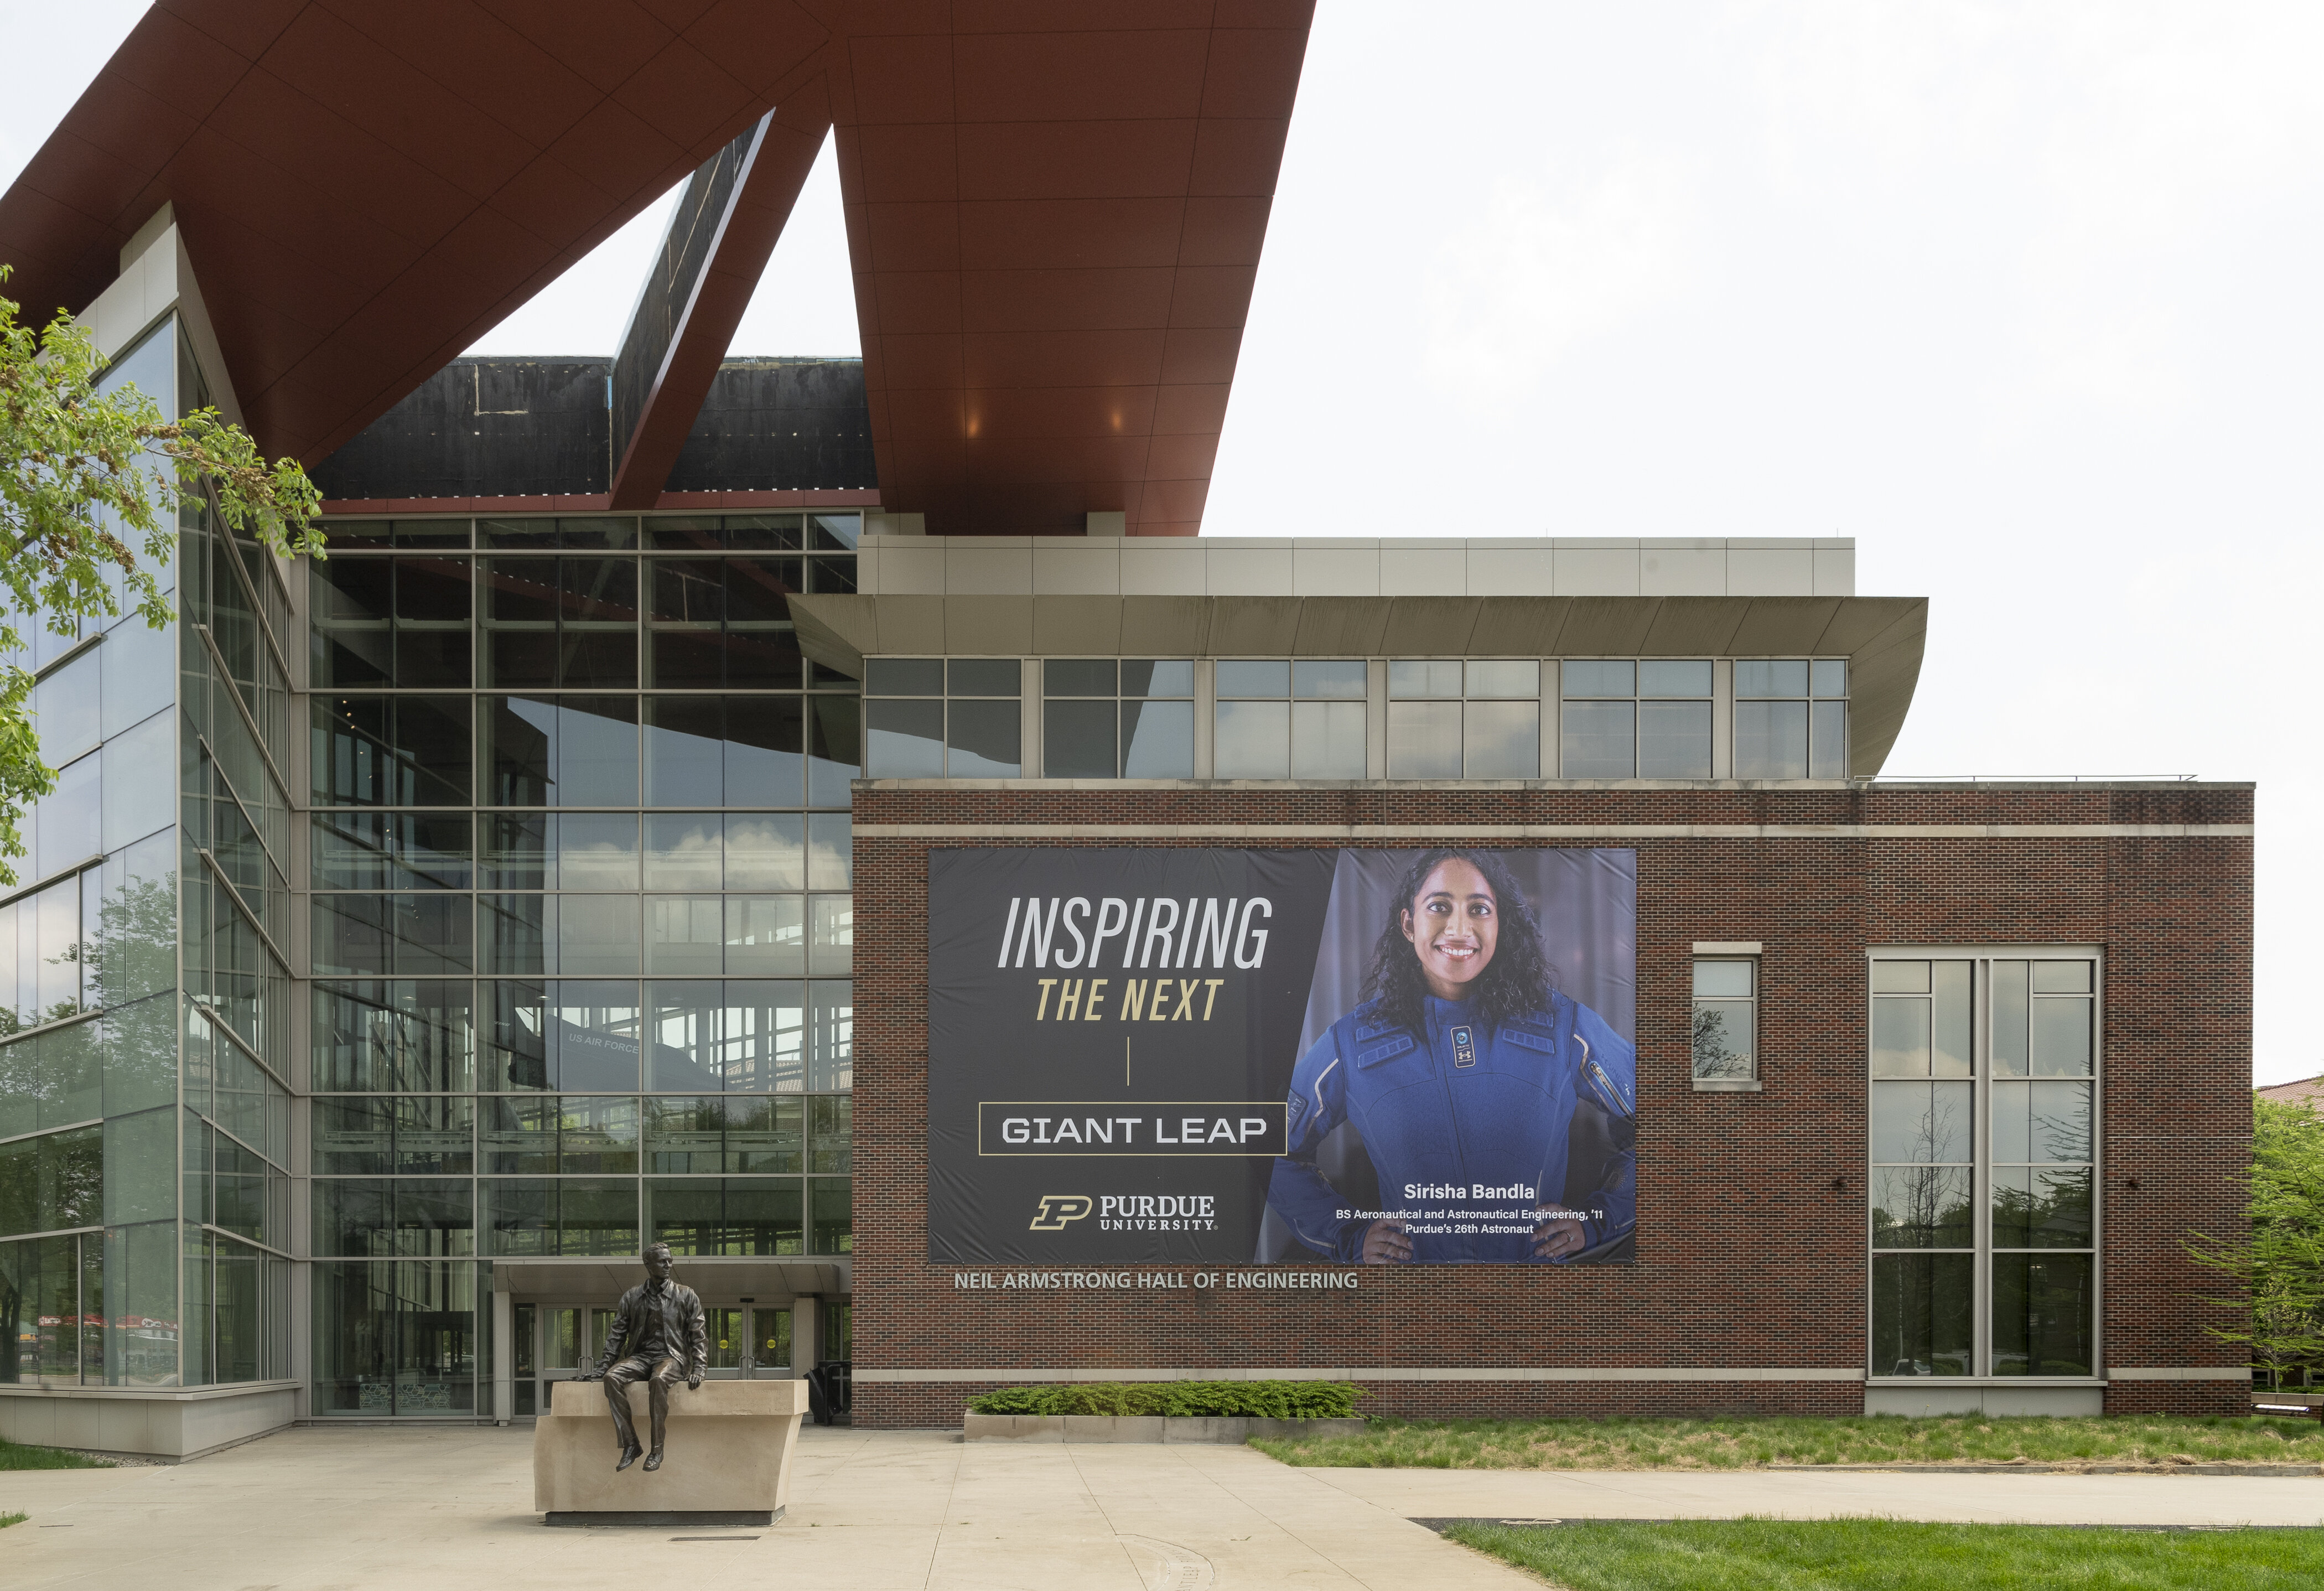 US AIR FORCE
INSPIRING
THE NEXT
GIANT LEAP
P PURDUE
UNIVERSITY®
Sirisha Bandla
BS Aeronautical and Astronautical Engineering, '11
Purdue's 26th Astronaut
NEIL ARMSTRONG HALL OF ENGINEERING